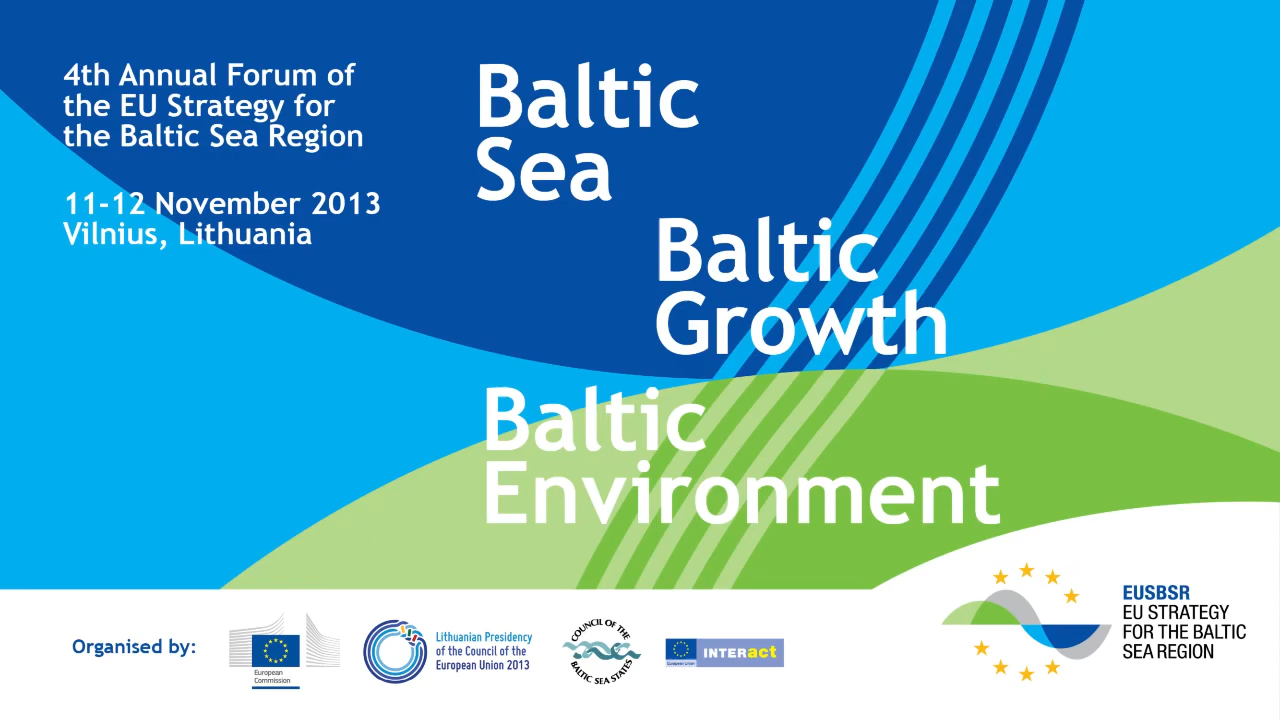 4th Annual Forum of
the EU Strategy for
the Baltic Sea Region
11-12 November 2013
Vilnius, Lithuania
Baltic
Sea
Baltic
Growth
Baltic
Environment
Organised by:
European
Commission
Lithuanian Presidency
of the Council of the
European Union 2013
COUNCIL OF THE
BALTIC SEA STATES
European Union
INTERact
EUSBSR
EU STRATEGY
FOR THE BALTIC
SEA REGION